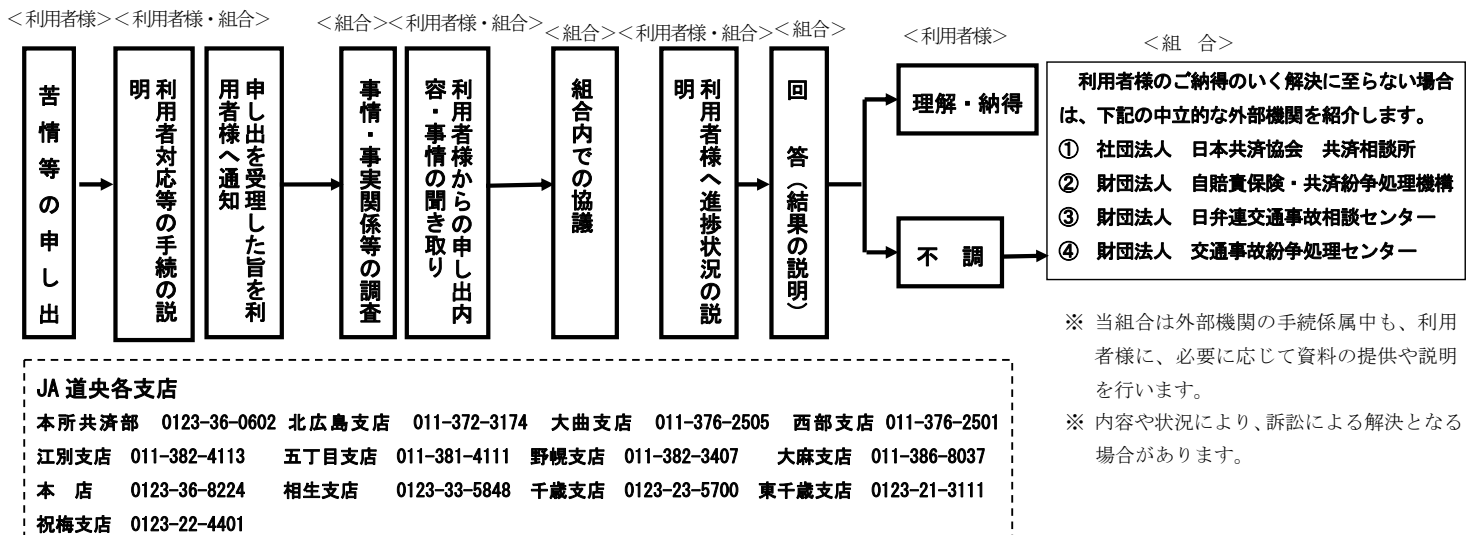 ＜利用者様＞＜利用者様・組合＞ ＜組合＞＜利用者様・組合＞＜組合＞＜利用者様・組合＞＜組合＞ ＜利用者様＞ ＜組 合＞
苦情等の申し出
利用者対応等の手続の説
明
申し出を受理した旨を利
用者様へ通知
事情・事実関係等の調査
利用者様からの申し出内
容・事情の聞き取り
組合内での協議
利用者様へ進捗状況の説
明
回 答（結果の説明）
理解・納得
不 調
利用者様のご納得のいく解決に至らない場合
は、下記の中立的な外部機関を紹介します。
① 社団法人 日本共済協会 共済相談所
② 財団法人 自賠責保険・共済紛争処理機構
③ 財団法人 日弁連交通事故相談センター
④ 財団法人 交通事故紛争処理センター
※ 当組合は外部機関の手続係属中も、利用
者様に、必要に応じて資料の提供や説明
を行います。
※ 内容や状況により、訴訟による解決となる
場合があります。
JA 道央各支店
本所共済部 0123-36-0602 北広島支店 011-372-3174 大曲支店 011-376-2505 西部支店 011-376-2501
江別支店 011-382-4113 五丁目支店 011-381-4111 野幌支店 011-382-3407 大麻支店 011-386-8037
本 店 0123-36-8224 相生支店 0123-33-5848 千歳支店 0123-23-5700 東千歳支店 0123-21-3111
祝梅支店 0123-22-4401